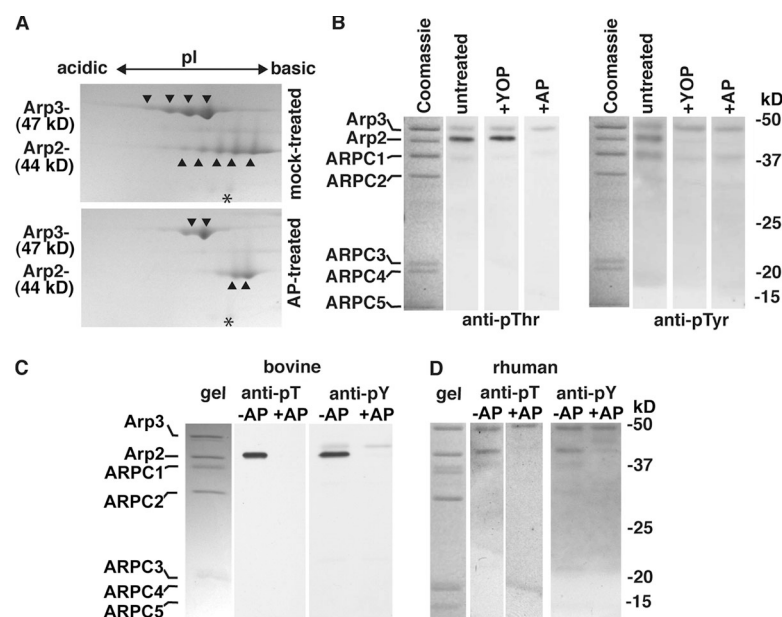 A
pI
acidic
basic
Arp3-
(47 kD)
Arp2-
(44 kD)
mock-treated
*
Arp3-
(47 kD)
Arp2-
(44 kD)
AP-treated
*
B
Coomassie
untreated
+YOP
+AP
Coomassie
untreated
+YOP
+AP
kD
Arp3
Arp2
ARPC1
ARPC2
ARPC3
ARPC4
ARPC5
-50
-37
-25
-20
-15
anti-pThr
anti-pTyr
C
bovine
gel
anti-pT
anti-pY
-AP +AP
-AP +AP
Arp3
Arp2
ARPC1
ARPC2
ARPC3
ARPC4
ARPC5
D
rhuman
gel
anti-pT
anti-pY
-AP +AP
-AP +AP
kD
-50
-37
-25
-20
-15